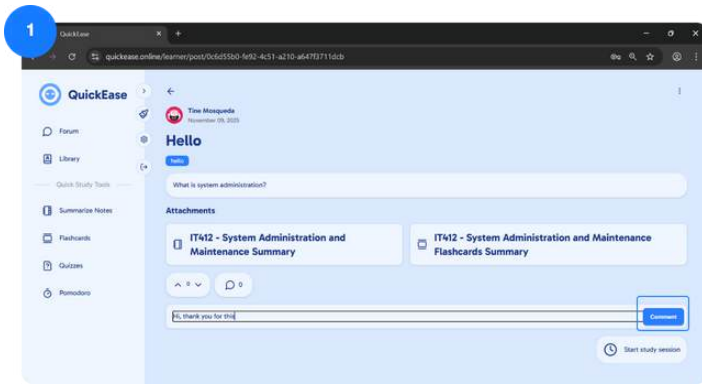 1
QuickEase
quickease.online/learner/post/0c6d55b0-fe92-4c51-a210-a647f3711dcb
QuickEase
Forum
Library
Quick Study Tools
Summarize Notes
Flashcards
Quizzes
Pomodoro
Tine Mosqueda
November 09, 2025
Hello
hello
What is system administration?
Attachments
IT412 - System Administration and
Maintenance Summary
IT412 - System Administration and Maintenance
Flashcards Summary
0
0
Hi, thank you for this
Comment
Start study session